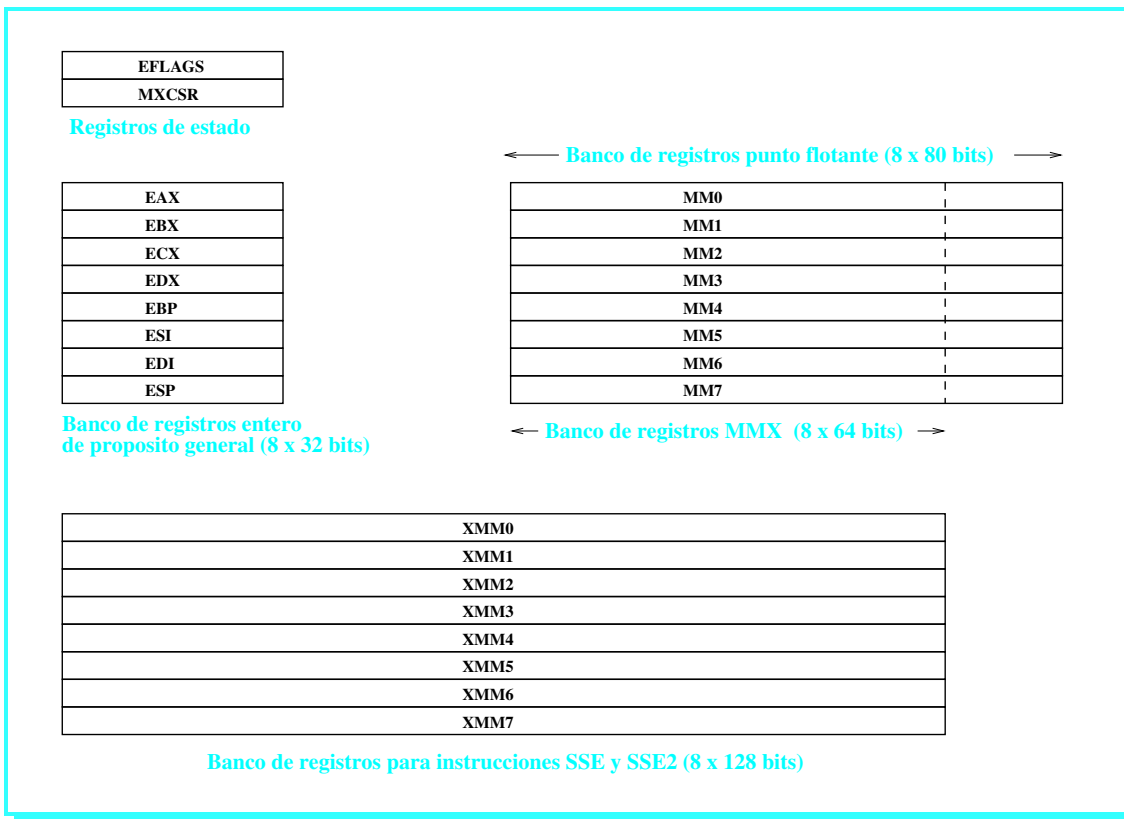 EFLAGS
MXCSR
Registros de estado
Banco de registros punto flotante (8 x 80 bits)
EAX
EBX
ECX
EDX
EBP
ESI
EDI
ESP
Banco de registros entero
de proposito general (8 x 32 bits)
MM0
MM1
MM2
MM3
MM4
MM5
MM6
MM7
Banco de registros MMX (8 x 64 bits)
XMM0
XMM1
XMM2
XMM3
XMM4
XMM5
XMM6
XMM7
Banco de registros para instrucciones SSE y SSE2 (8 x 128 bits)